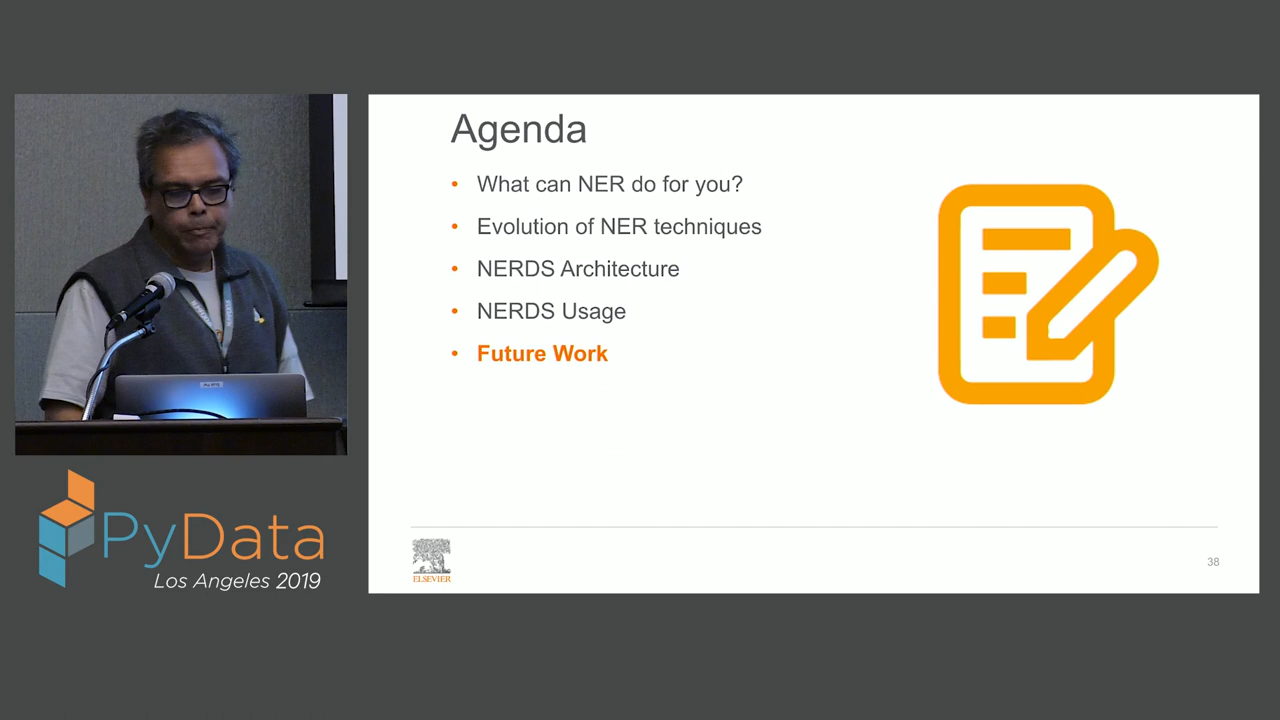 Agenda
• What can NER do for you?
• Evolution of NER techniques
• NERDS Architecture
• NERDS Usage
• Future Work
ELSEVIER
38
PyData
Los Angeles 2019